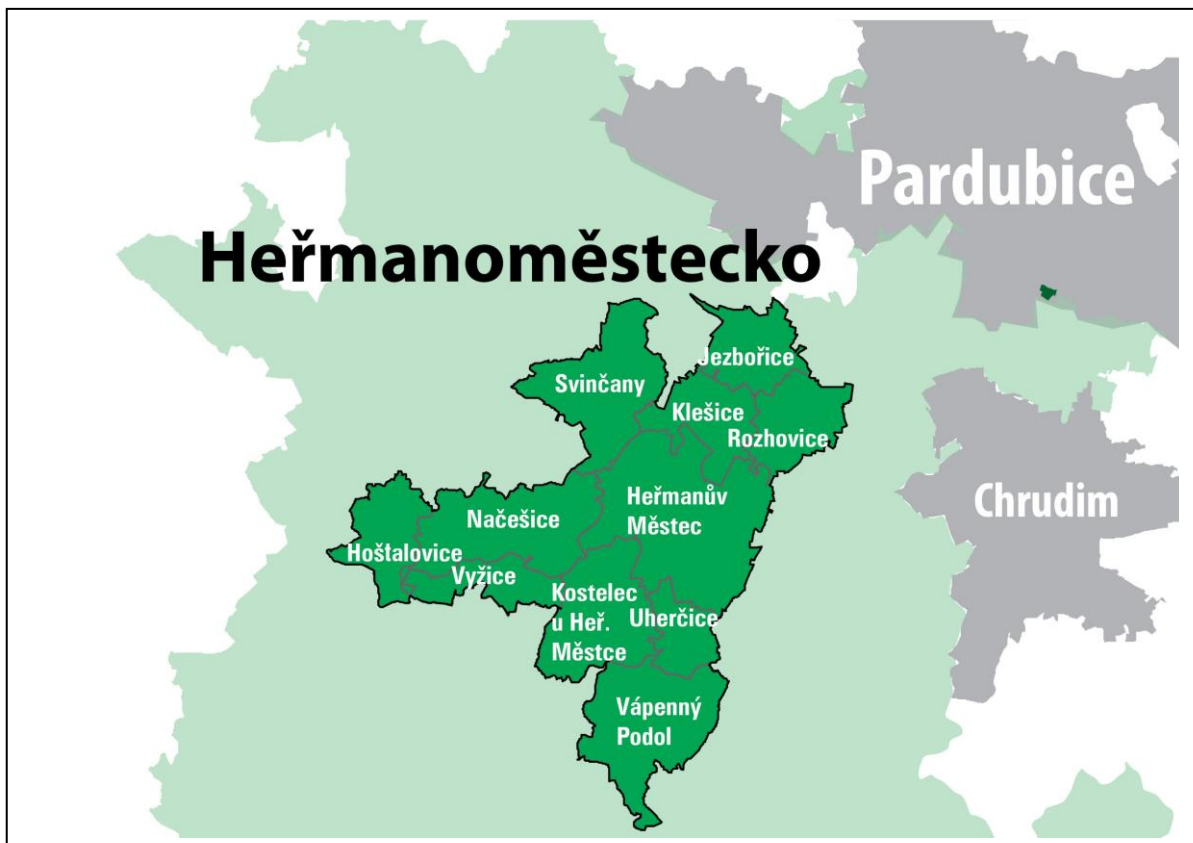 Pardubice
Heřmanoměstecko
Jezbořice
Svinčany
Klešice
Rozhovice
Heřmanův
Městec
Chrudim
Načešice
Hoštalovice
Vyžice
Kostelec
u Heř.
Městce
Uherčice
Vápenný
Podol